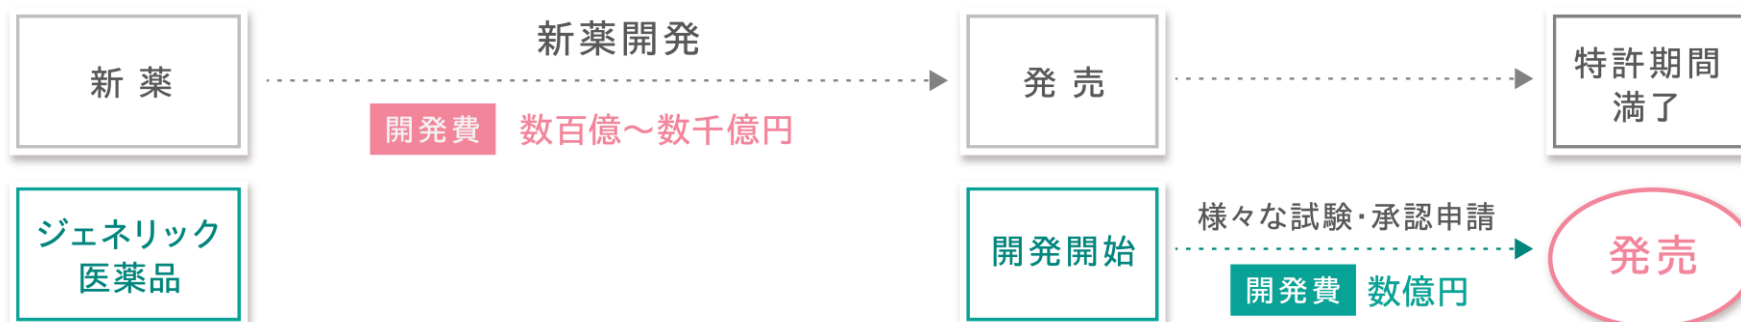 新薬
新薬開発
開発費 数百億～数千億円
発売
特許期間
満了
ジェネリック
医薬品
開発開始
様々な試験・承認申請
開発費 数億円
発売